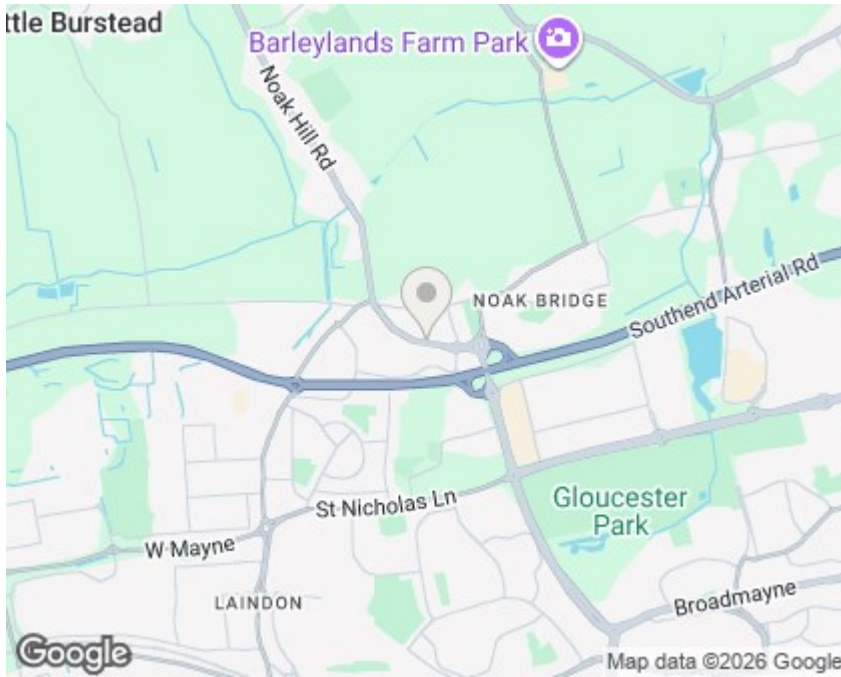 ttle Burstead
Barleylands Farm Park
Noak Hill Rd
NOAK BRIDGE
Southend Arterial Rd
St Nicholas Ln
Gloucester
Park
W Mayne
Broadmayne
LAINDON
Google
Map data ©2026 Google